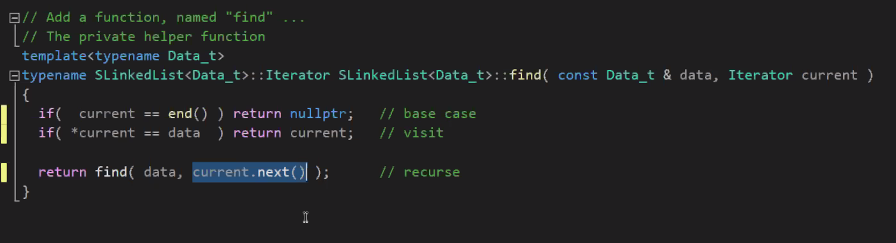 // Add a function, named "find" ...
// The private helper function
template<typename Data_t>
typename SLinkedList<Data_t>::Iterator SLinkedList<Data_t>::find( const Data_t & data, Iterator current )
{
if(  current == end() ) return nullptr;   // base case
if( *current == data  ) return current;   // visit
return find( data, current.next() );      // recurse
}